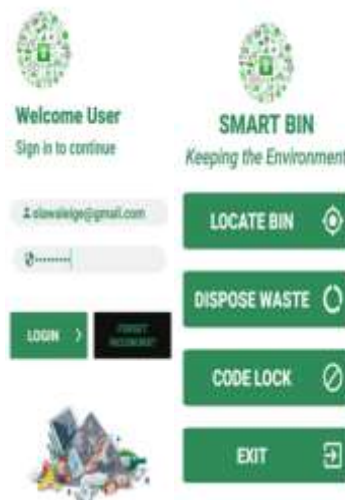 Welcome User
Sign in to continue
LOGIN
SMART BIN
Keeping the Environment
LOCATE BIN
DISPOSE WASTE
CODE LOCK
EXIT